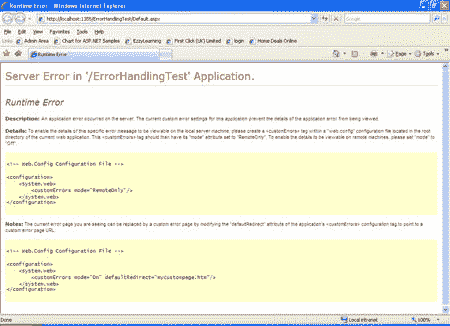 Runtime Error - Windows Internet Explorer
http://localhost:1385/ErrorHandlingTest/Default.aspx
Google
Links Admin Area Chart for ASP.NET Samples EasyLearning First Click (UK) Limited login Home Deals Online
Runtime Error
Page Tools
Server Error in '/ErrorHandlingTest' Application.
Runtime Error
Description: An application error occurred on the server. The current custom error settings for this application prevent the details of the application error from being viewed.
Details: To enable the details of this specific error message to be viewable on the local server machine, please create a <customErrors> tag within a "web.config" configuration file located in the root directory
of the current web application. This <customErrors> tag should then have its "mode" attribute set to "RemoteOnly". To enable the details to be viewable on remote machines, please set "mode" to
"Off".
<!-- Web.Config Configuration File -->
<configuration>
<system.web>
<customErrors mode="RemoteOnly"/>
</system.web>
</configuration>
Notes: The current error page you are seeing can be replaced by a custom error page by modifying the "defaultRedirect" attribute of the application's <customErrors> configuration tag to point to a
custom error page URL.
<!-- Web.Config Configuration File -->
<configuration>
<system.web>
<customErrors mode="On" defaultRedirect="mycustompage.htm"/>
</system.web>
</configuration>
Done
Local intranet
100%